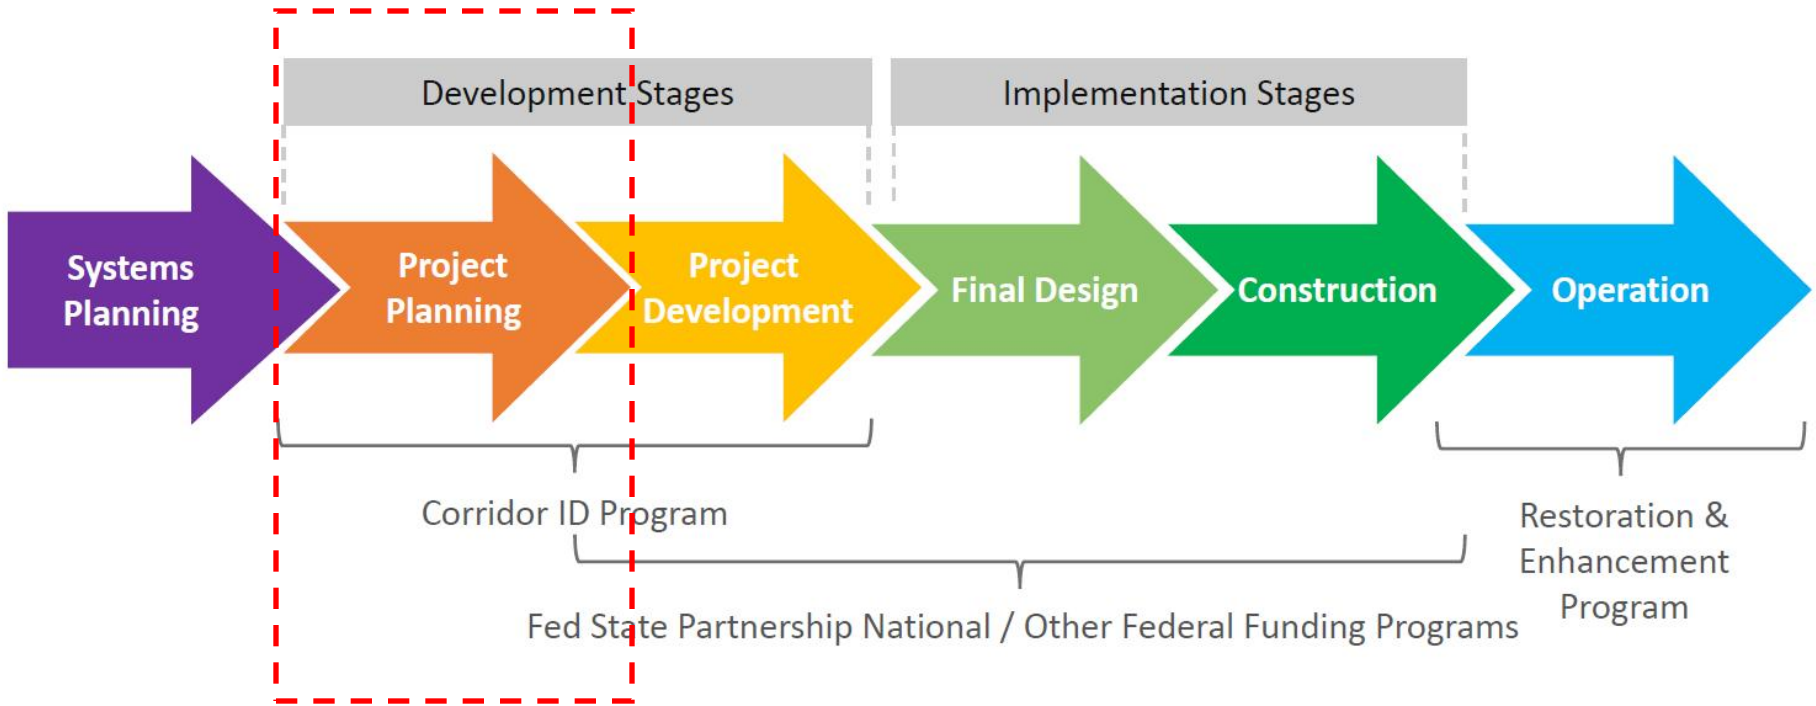 Development Stages
Implementation Stages
Systems
Planning
Project
Planning
Project
Development
Final Design
Construction
Operation
Corridor ID Program
Fed State Partnership National / Other Federal Funding Programs
Restoration &
Enhancement
Program